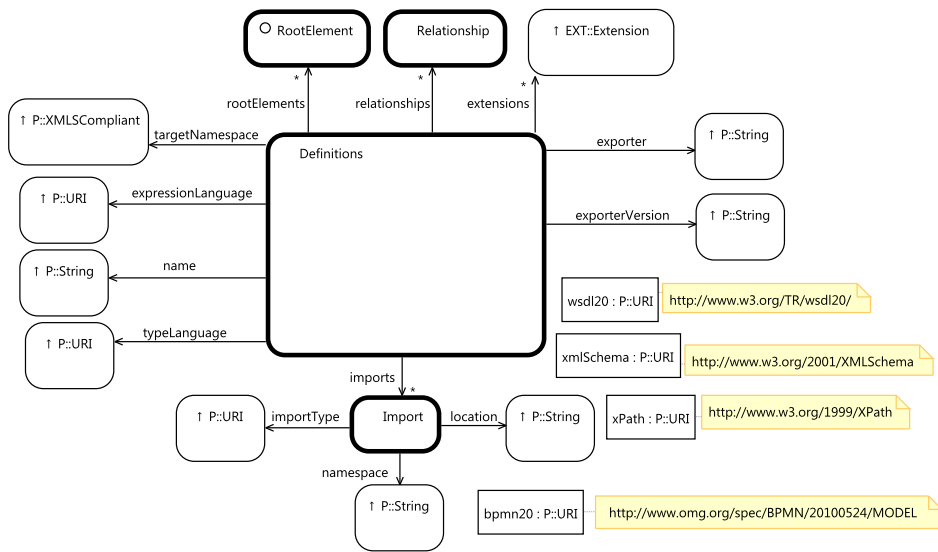 RootElement
Relationship
↑ EXT::Extension
*
*
*
rootElements
relationships
extensions
↑ P::XMLSCompliant
targetNamespace
Definitions
exporter
↑ P::String
expressionLanguage
↑ P::URI
exporterVersion
↑ P::String
name
↑ P::String
wsdl20 : P::URI
http://www.w3.org/TR/wsdl20/
typeLanguage
↑ P::URI
xmlSchema : P::URI
http://www.w3.org/2001/XMLSchema
imports
*
↑ P::URI
importType
Import
location
↑ P::String
xPath : P::URI
http://www.w3.org/1999/XPath
namespace
↑ P::String
bpmn20 : P::URI
http://www.omg.org/spec/BPMN/20100524/MODEL